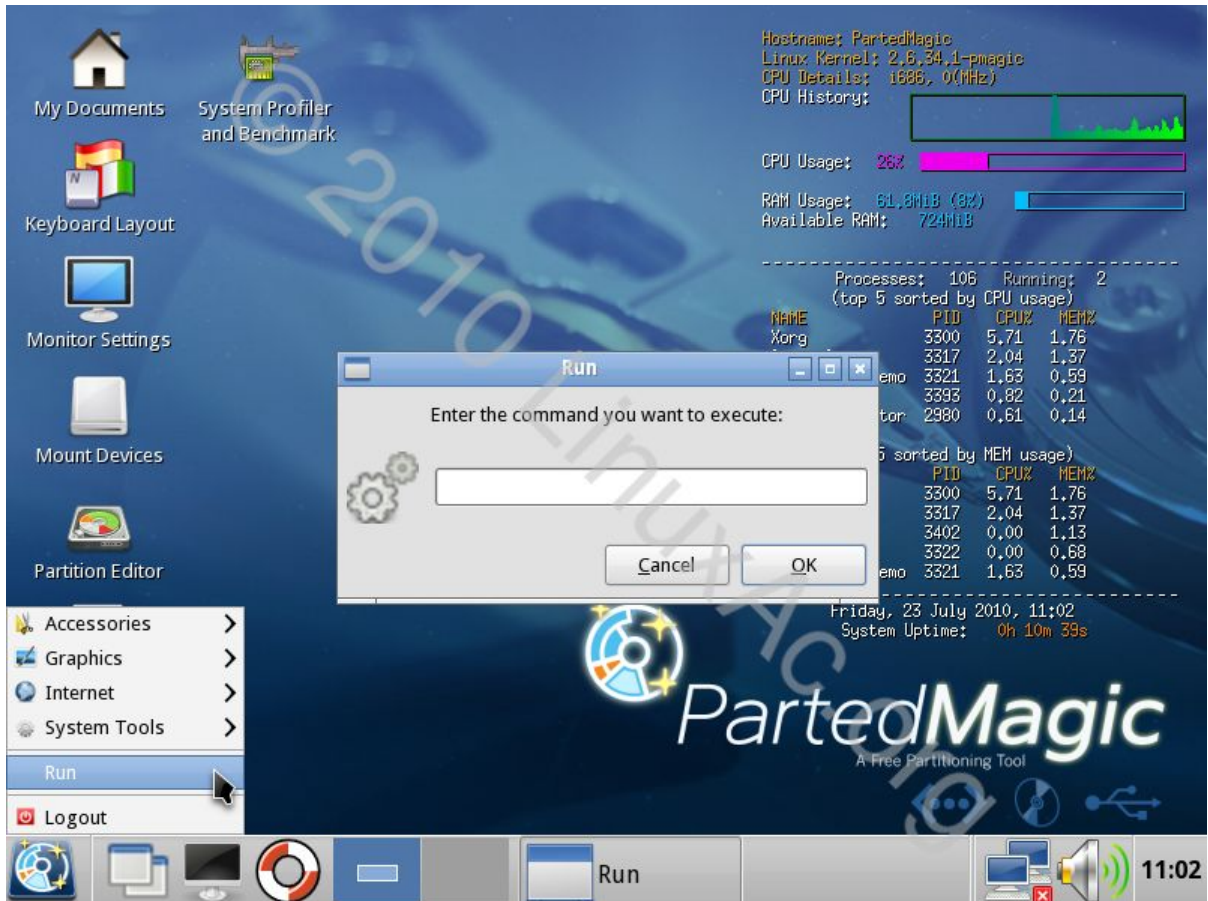 My Documents
System Profiler
and Benchmark
Keyboard Layout
Monitor Settings
Mount Devices
Partition Editor
Hostname: PartedMagic
Linux Kernel: 2.6.34.1-pmagic
CPU Details: i686, 0(MHz)
CPU History:
CPU Usage: 26%
RAM Usage: 61.8MiB (8%)
Available RAM: 724MiB
Processes: 106 Running: 2
(top 5 sorted by CPU usage)
NAME PID CPU% MEM%
Xorg 3300 5.71 1.76
3317 2.04 1.37
emo 3321 1.63 0.59
3393 0.82 0.21
tor 2980 0.61 0.14
5 sorted by MEM usage)
PID CPU% MEM%
3300 5.71 1.76
3317 2.04 1.37
3402 0.00 1.13
3322 0.00 0.68
emo 3321 1.63 0.59
Friday, 23 July 2010, 11:02
System Uptime: 0h 10m 39s
Run
Enter the command you want to execute:
Cancel
OK
Accessories
Graphics
Internet
System Tools
Run
Logout
PartedMagic
A Free Partitioning Tool
Run
11:02
N
© 2010 LinuxAc.org